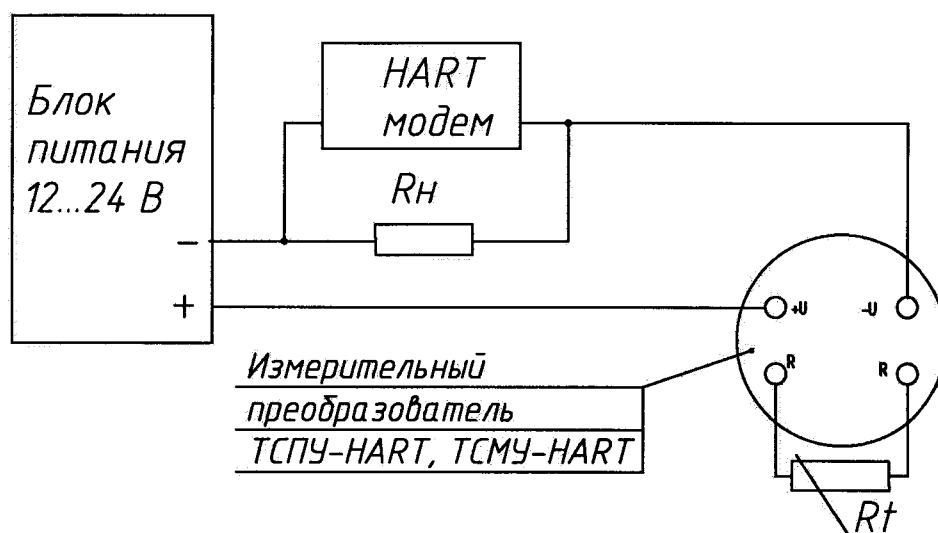 Блок
питания
12...24 В
HART
модем
Rн
−
+
+U
-U
R
R
Измерительный
преобразователь
ТСПУ-HART, ТСМУ-HART
Rt